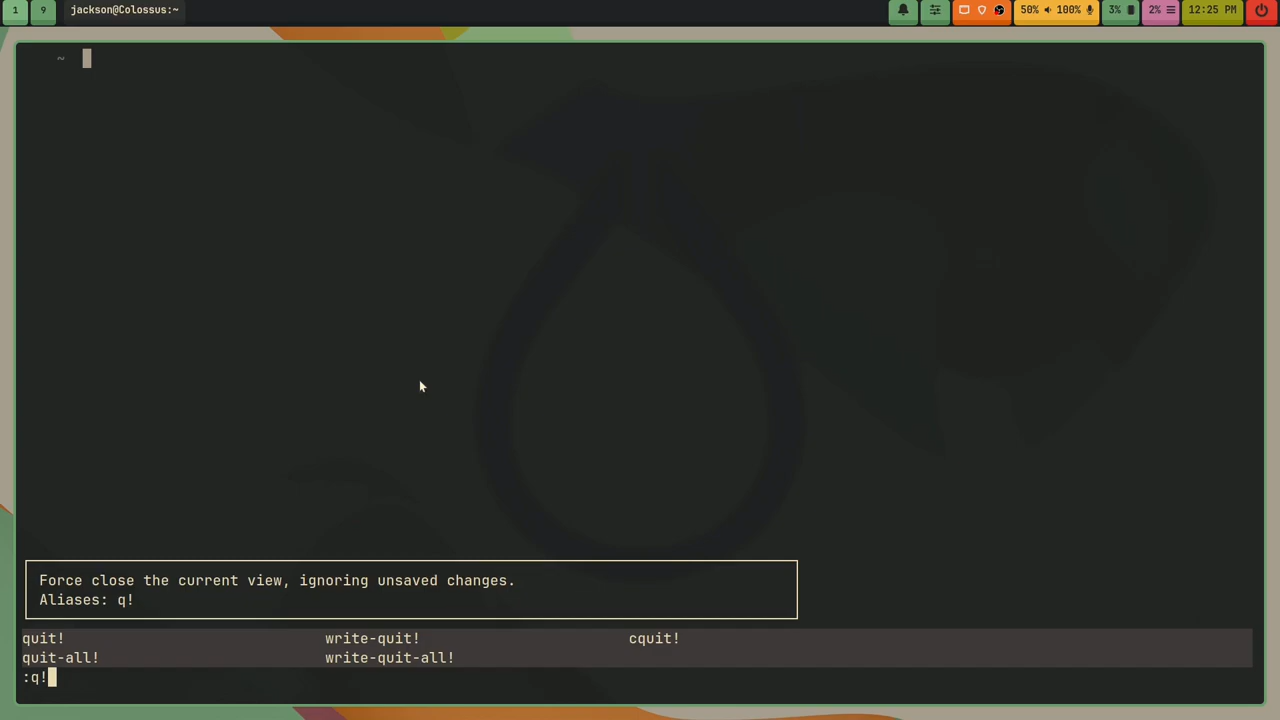 1 9 jackson@Colossus:~ 50% 100% 3% 2% 12:25 PM
~
Force close the current view, ignoring unsaved changes.
Aliases: q!
quit! write-quit! cquit!
quit-all! write-quit-all!
:q!